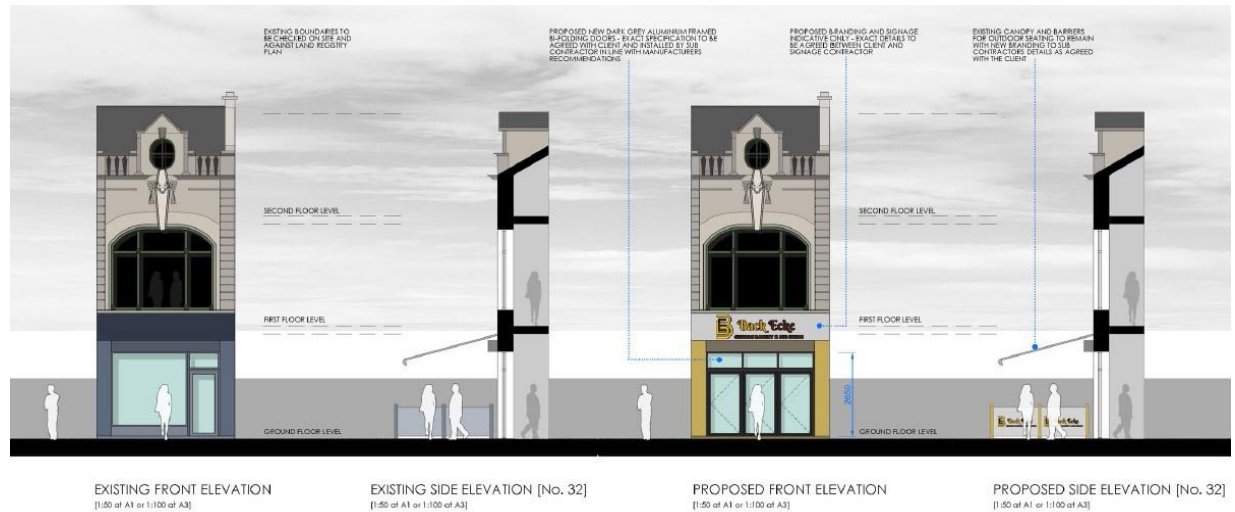 EXISTING BOUNDARIES TO
BE CHECKED ON SITE AND
AGAINST LAND REGISTRY
PLAN
PROPOSED NEW DARK GREY ALUMINIUM FRAMED
BI-FOLDING DOORS - EXACT SPECIFICATION TO BE
AGREED WITH CLIENT AND INSTALLED BY SUB
CONTRACTOR IN LINE WITH MANUFACTURERS
RECOMMENDATIONS
PROPOSED BRANDING AND SIGNAGE
INDICATIVE ONLY - EXACT DETAILS TO
BE AGREED BETWEEN CLIENT AND
SIGNAGE CONTRACTOR
EXISTING CANOPY AND BARRIERS
FOR OUTDOOR SEATING TO REMAIN
WITH NEW BRANDING TO SUB
CONTRACTORS DETAILS AS AGREED
WITH THE CLIENT
SECOND FLOOR LEVEL
SECOND FLOOR LEVEL
FIRST FLOOR LEVEL
Back Ecke
FIRST FLOOR LEVEL
2650
Back Ecke
GROUND FLOOR LEVEL
GROUND FLOOR LEVEL
EXISTING FRONT ELEVATION
[1:50 at A1 or 1:100 at A3]
EXISTING SIDE ELEVATION [No. 32]
[1:50 at A1 or 1:100 at A3]
PROPOSED FRONT ELEVATION
[1:50 at A1 or 1:100 at A3]
PROPOSED SIDE ELEVATION [No. 32]
[1:50 at A1 or 1:100 at A3]